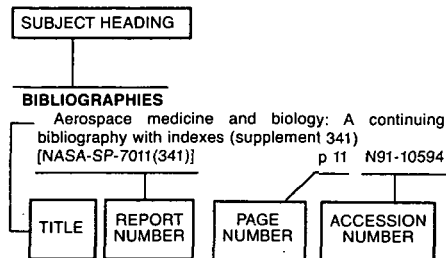 SUBJECT HEADING
BIBLIOGRAPHIES
Aerospace medicine and biology: A continuing
bibliography with indexes (supplement 341)
[NASA-SP-7011(341)] p 11 N91-10594
TITLE
REPORT
NUMBER
PAGE
NUMBER
ACCESSION
NUMBER